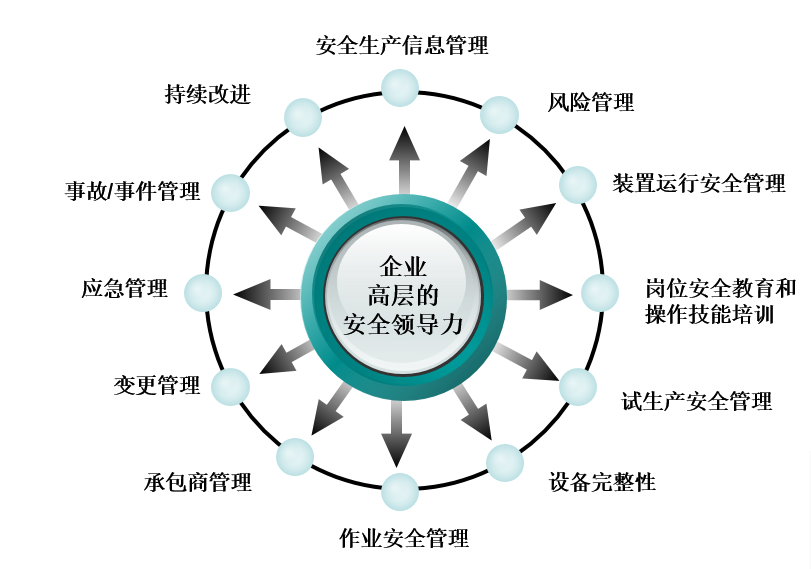 安全生产信息管理
持续改进
风险管理
事故/事件管理
装置运行安全管理
企业
高层的
安全领导力
应急管理
岗位安全教育和
操作技能培训
变更管理
试生产安全管理
承包商管理
设备完整性
作业安全管理